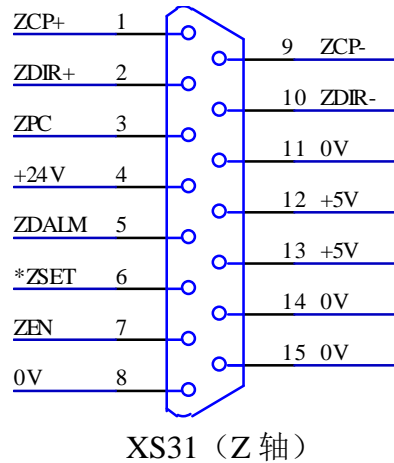 ZCP+ 1
9 ZCP-
ZDIR+ 2
10 ZDIR-
ZPC 3
11 0V
+24V 4
12 +5V
ZDALM 5
13 +5V
*ZSET 6
14 0V
ZEN 7
15 0V
0V 8
XS31（Z 轴）